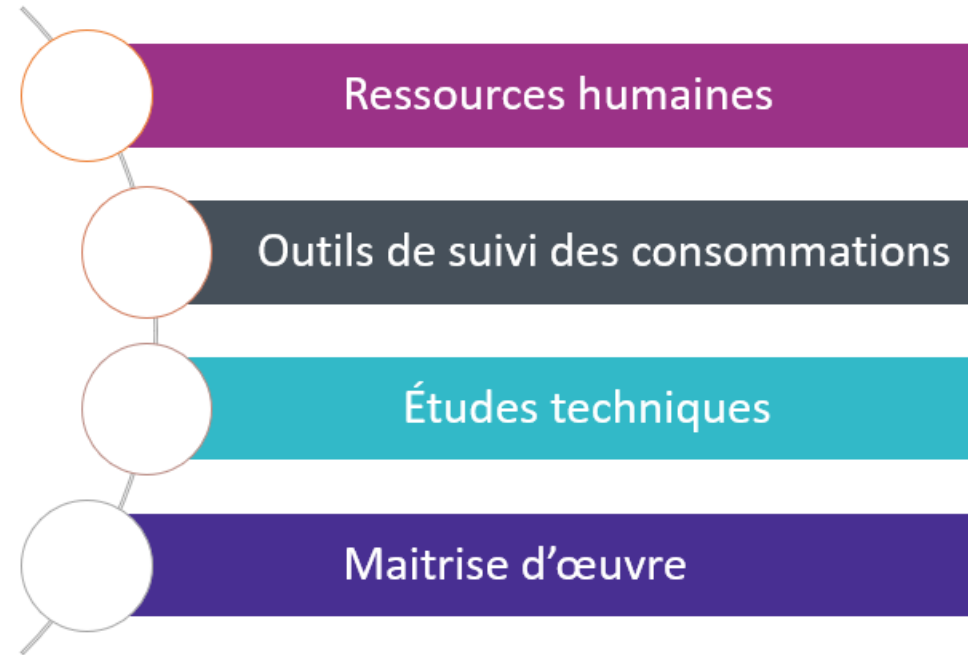 Ressources humaines
Outils de suivi des consommations
Études techniques
Maitrise d’œuvre